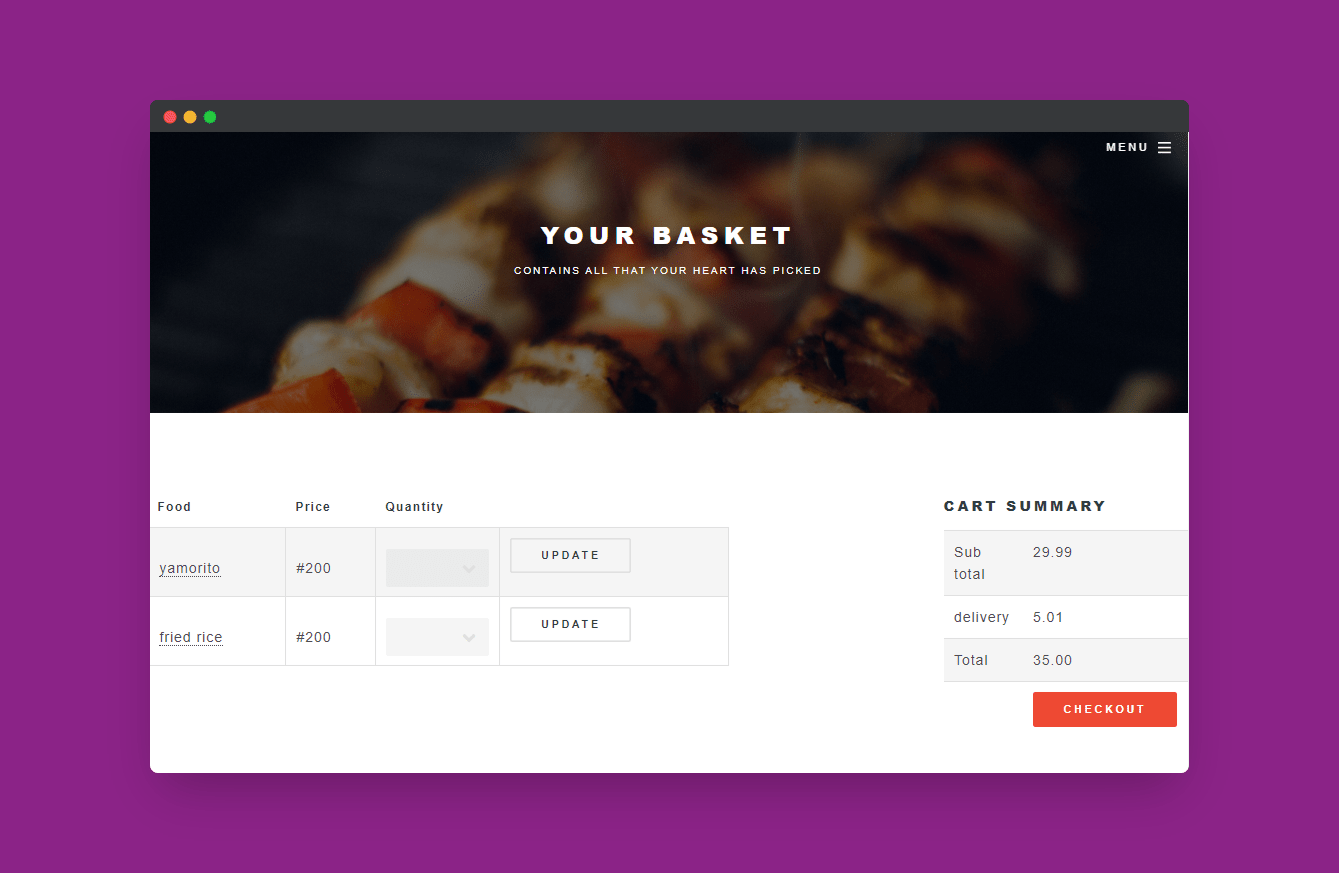 MENU
YOUR BASKET
CONTAINS ALL THAT YOUR HEART HAS PICKED
Food Price Quantity
yamorito #200 UPDATE
fried rice #200 UPDATE
CART SUMMARY
Sub total 29.99
delivery 5.01
Total 35.00
CHECKOUT